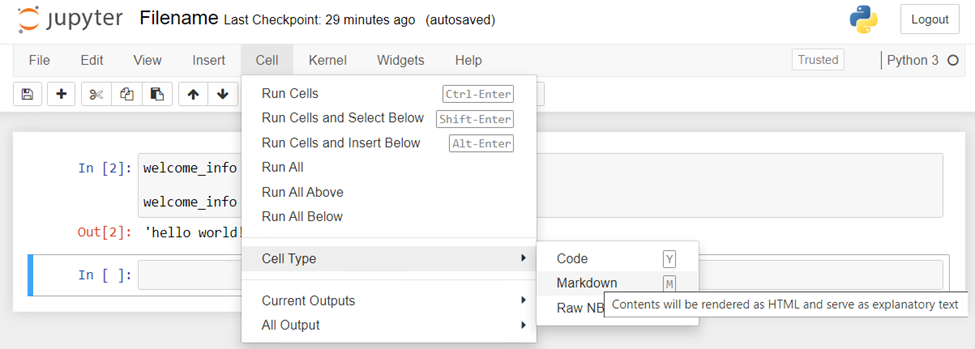 jupyter Filename Last Checkpoint: 29 minutes ago (autosaved) Logout
File Edit View Insert Cell Kernel Widgets Help Trusted Python 3
Run Cells Ctrl-Enter
Run Cells and Select Below Shift-Enter
Run Cells and Insert Below Alt-Enter
Run All
Run All Above
Run All Below
Cell Type
Current Outputs
All Output
In [2]: welcome_info
welcome_info
Out[2]: 'hello world!
In [ ]:
Code Y
Markdown M
Raw NB
Contents will be rendered as HTML and serve as explanatory text